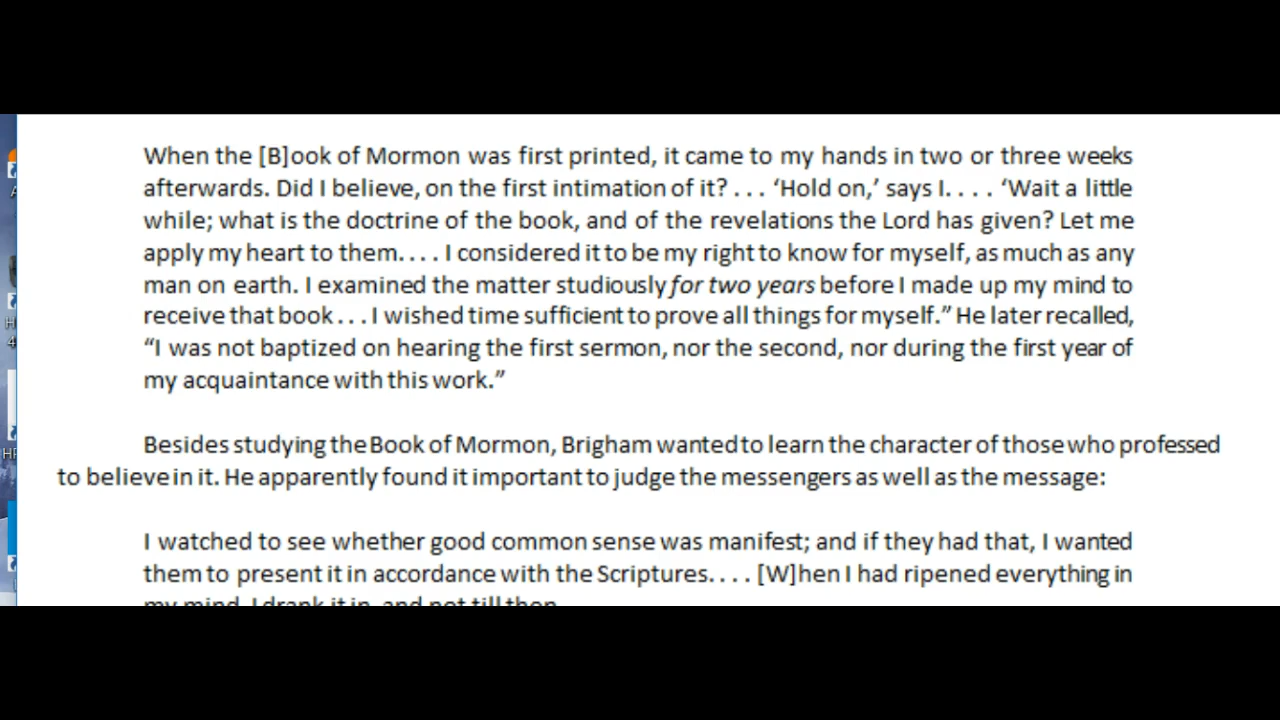 When the [B]ook of Mormon was first printed, it came to my hands in two or three weeks
afterwards. Did I believe, on the first intimation of it? . . . ‘Hold on,’ says I. . . . ‘Wait a little
while; what is the doctrine of the book, and of the revelations the Lord has given? Let me
apply my heart to them. . . . I considered it to be my right to know for myself, as much as any
man on earth. I examined the matter studiously for two years before I made up my mind to
receive that book . . . I wished time sufficient to prove all things for myself.” He later recalled,
“I was not baptized on hearing the first sermon, nor the second, nor during the first year of
my acquaintance with this work.”
Besides studying the Book of Mormon, Brigham wanted to learn the character of those who professed
to believe in it. He apparently found it important to judge the messengers as well as the message:
I watched to see whether good common sense was manifest; and if they had that, I wanted
them to present it in accordance with the Scriptures. . . . [W]hen I had ripened everything in
my mind, I drank it in, and not till then